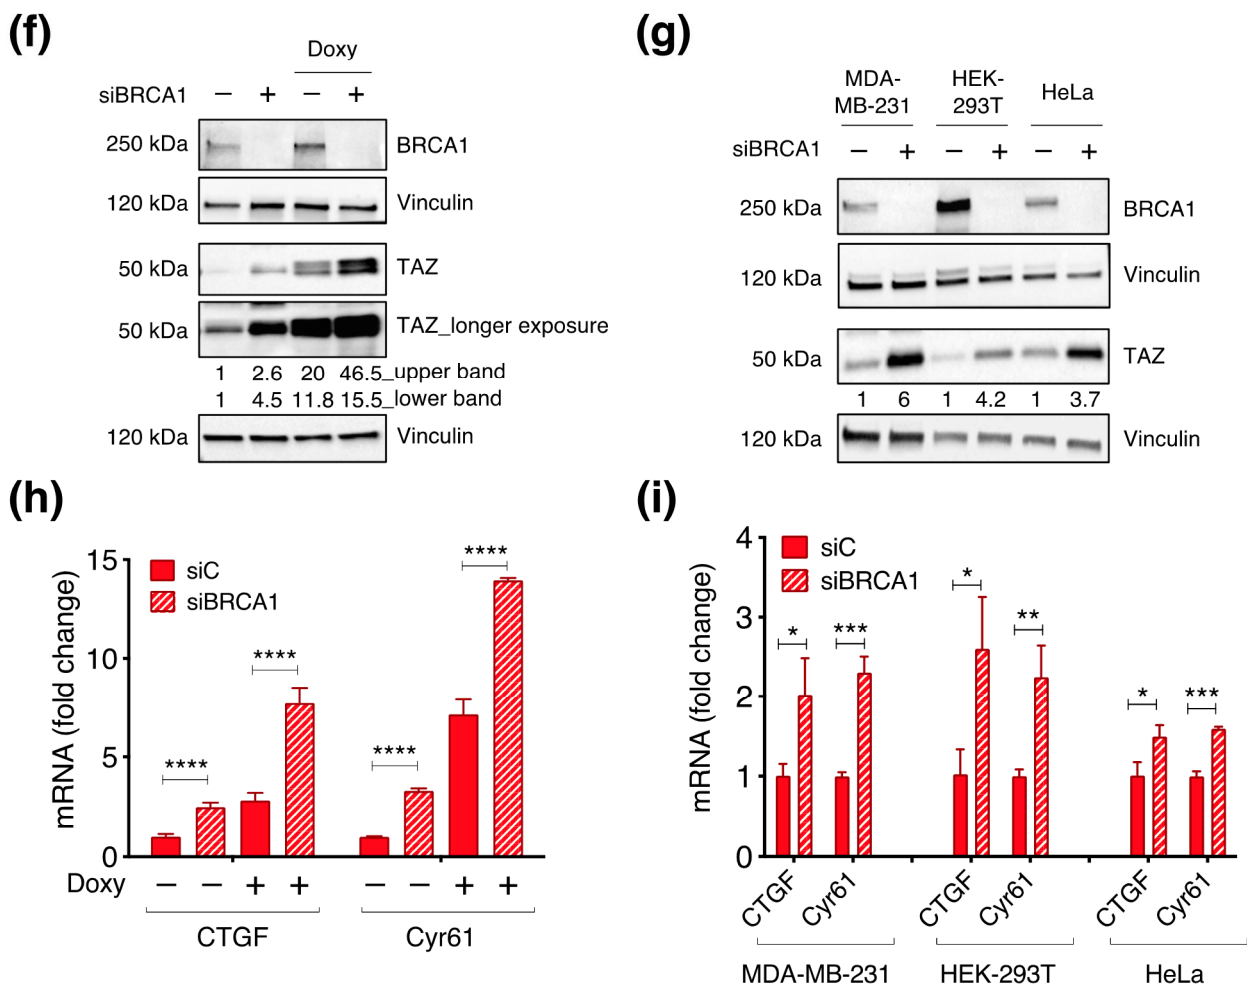 (f)
Doxy
siBRCA1 − + − +
250 kDa BRCA1
120 kDa Vinculin
50 kDa TAZ
50 kDa TAZ_longer exposure
1 2.6 20 46.5_upper band
1 4.5 11.8 15.5_lower band
120 kDa Vinculin
(g)
MDA-
MB-231
HEK-
293T
HeLa
siBRCA1 − + − + − +
250 kDa BRCA1
120 kDa Vinculin
50 kDa TAZ
1 6 1 4.2 1 3.7
120 kDa Vinculin
(h)
mRNA (fold change)
15
10
5
0
siC
siBRCA1
**** **** **** ****
Doxy − − + + − − + +
CTGF Cyr61
(i)
mRNA (fold change)
4
3
2
1
0
siC
siBRCA1
* *** * ** * ***
CTGF Cyr61 CTGF Cyr61 CTGF Cyr61
MDA-MB-231 HEK-293T HeLa